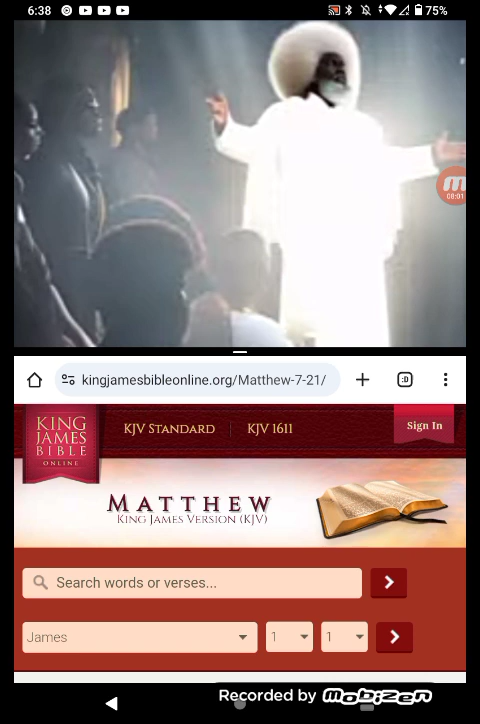 6:38
75%
m
08:01
kingjamesbibleonline.org/Matthew-7-21/
:D
KING
JAMES
BIBLE
ONLINE
KJV STANDARD
KJV 1611
Sign In
MATTHEW
KING JAMES VERSION (KJV)
Search words or verses...
James
1
1
Recorded by MOBIZEN